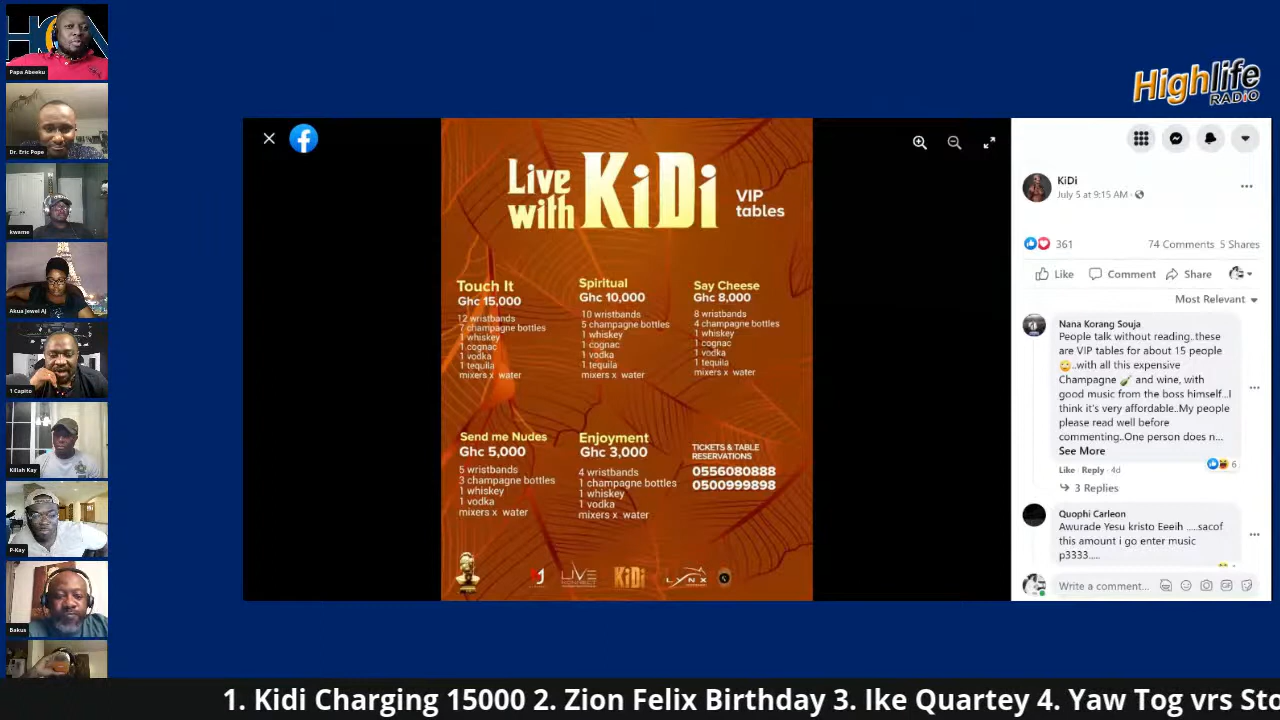 Papa Abeeku
Dr. Eric Pope
kwame
Akua Jewel AJ
1 Capito
Killah Kay
P-Kay
Bakus
Highlife
RADIO
Live
with
KiDi
VIP
tables
Touch It
Ghc 15,000
12 wristbands
7 champagne bottles
1 whiskey
1 cognac
1 vodka
1 tequila
mixers x water
Spiritual
Ghc 10,000
10 wristbands
5 champagne bottles
1 whiskey
1 cognac
1 vodka
1 tequila
mixers x water
Say Cheese
Ghc 8,000
8 wristbands
4 champagne bottles
1 whiskey
1 cognac
1 vodka
1 tequila
mixers x water
Send me Nudes
Ghc 5,000
5 wristbands
3 champagne bottles
1 whiskey
1 vodka
mixers x water
Enjoyment
Ghc 3,000
4 wristbands
1 champagne bottles
1 whiskey
1 vodka
mixers x water
TICKETS & TABLE
RESERVATIONS
0556080888
0500999898
LIVE
KiDi
LYNX
KiDi
July 5 at 9:15 AM ·
361
74 Comments 5 Shares
Like Comment Share
Most Relevant
Nana Korang Souja
People talk without reading..these
are VIP tables for about 15 people
🙄..with all this expensive
Champagne 🍾 and wine, with
good music from the boss himself..I
think it's very affordable..My people
please read well before
commenting..One person does n...
See More
Like · Reply · 4d
6
3 Replies
Quophi Carleon
Awurade Yesu kristo Eeeih .....sacof
this amount i go enter music
p3333.....
Write a comment...
1. Kidi Charging 15000 2. Zion Felix Birthday 3. Ike Quartey 4. Yaw Tog vrs Sto